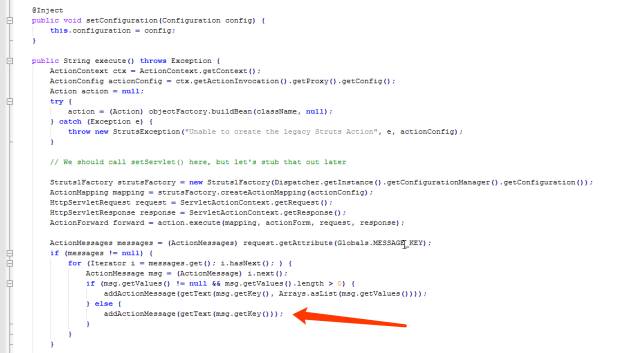 @Inject
public void setConfiguration(Configuration config) {
this.configuration = config;
}
public String execute() throws Exception {
ActionContext ctx = ActionContext.getContext();
ActionConfig actionConfig = ctx.getActionInvocation().getProxy().getConfig();
Action action = null;
try {
action = (Action) objectFactory.buildBean(className, null);
} catch (Exception e) {
throw new StrutsException("Unable to create the legacy Struts Action", e, actionConfig);
}
// We should call setServlet() here, but let's stub that out later
Struts1Factory strutsFactory = new Struts1Factory(Dispatcher.getInstance().getConfigurationManager().getConfiguration());
ActionMapping mapping = strutsFactory.createActionMapping(actionConfig);
HttpServletRequest request = ServletActionContext.getRequest();
HttpServletResponse response = ServletActionContext.getResponse();
ActionForward forward = action.execute(mapping, actionForm, request, response);
ActionMessages messages = (ActionMessages) request.getAttribute(Globals.MESSAGE_KEY);
if (messages != null) {
for (Iterator i = messages.get(); i.hasNext(); ) {
ActionMessage msg = (ActionMessage) i.next();
if (msg.getValues() != null && msg.getValues().length > 0) {
addActionMessage(getText(msg.getKey(), Arrays.asList(msg.getValues())));
} else {
addActionMessage(getText(msg.getKey()));
}
}
}